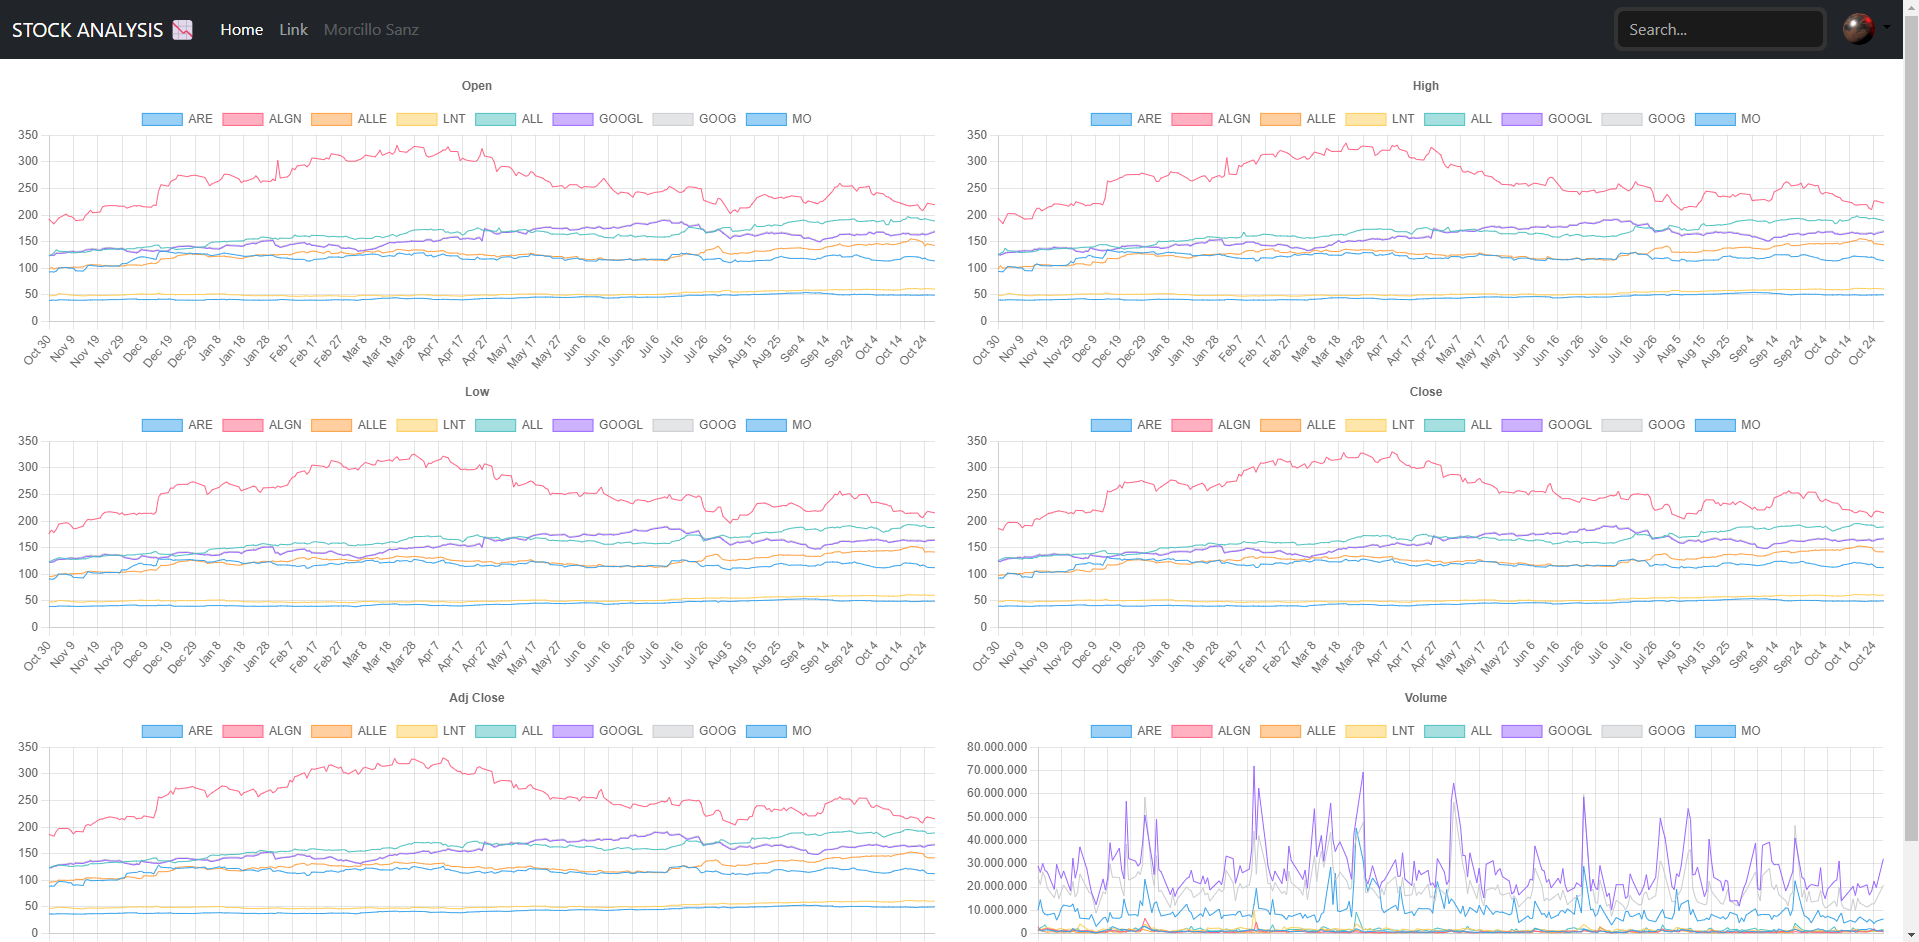 STOCK ANALYSIS Home Link Morcillo Sanz Search...
Open
ARE ALGN ALLE LNT ALL GOOGL GOOG MO
350
300
250
200
150
100
50
0
Oct 30 Nov 9 Nov 19 Nov 29 Dec 9 Dec 19 Dec 29 Jan 8 Jan 18 Jan 28 Feb 7 Feb 17 Feb 27 Mar 8 Mar 18 Mar 28 Apr 7 Apr 17 Apr 27 May 7 May 17 May 27 Jun 6 Jun 16 Jun 26 Jul 6 Jul 16 Jul 26 Aug 5 Aug 15 Aug 25 Sep 4 Sep 14 Sep 24 Oct 4 Oct 14 Oct 24
High
ARE ALGN ALLE LNT ALL GOOGL GOOG MO
350
300
250
200
150
100
50
0
Oct 30 Nov 9 Nov 19 Nov 29 Dec 9 Dec 19 Dec 29 Jan 8 Jan 18 Jan 28 Feb 7 Feb 17 Feb 27 Mar 8 Mar 18 Mar 28 Apr 7 Apr 17 Apr 27 May 7 May 17 May 27 Jun 6 Jun 16 Jun 26 Jul 6 Jul 16 Jul 26 Aug 5 Aug 15 Aug 25 Sep 4 Sep 14 Sep 24 Oct 4 Oct 14 Oct 24
Low
ARE ALGN ALLE LNT ALL GOOGL GOOG MO
350
300
250
200
150
100
50
0
Oct 30 Nov 9 Nov 19 Nov 29 Dec 9 Dec 19 Dec 29 Jan 8 Jan 18 Jan 28 Feb 7 Feb 17 Feb 27 Mar 8 Mar 18 Mar 28 Apr 7 Apr 17 Apr 27 May 7 May 17 May 27 Jun 6 Jun 16 Jun 26 Jul 6 Jul 16 Jul 26 Aug 5 Aug 15 Aug 25 Sep 4 Sep 14 Sep 24 Oct 4 Oct 14 Oct 24
Close
ARE ALGN ALLE LNT ALL GOOGL GOOG MO
350
300
250
200
150
100
50
0
Oct 30 Nov 9 Nov 19 Nov 29 Dec 9 Dec 19 Dec 29 Jan 8 Jan 18 Jan 28 Feb 7 Feb 17 Feb 27 Mar 8 Mar 18 Mar 28 Apr 7 Apr 17 Apr 27 May 7 May 17 May 27 Jun 6 Jun 16 Jun 26 Jul 6 Jul 16 Jul 26 Aug 5 Aug 15 Aug 25 Sep 4 Sep 14 Sep 24 Oct 4 Oct 14 Oct 24
Adj Close
ARE ALGN ALLE LNT ALL GOOGL GOOG MO
350
300
250
200
150
100
50
0
Volume
ARE ALGN ALLE LNT ALL GOOGL GOOG MO
80.000.000
70.000.000
60.000.000
50.000.000
40.000.000
30.000.000
20.000.000
10.000.000
0